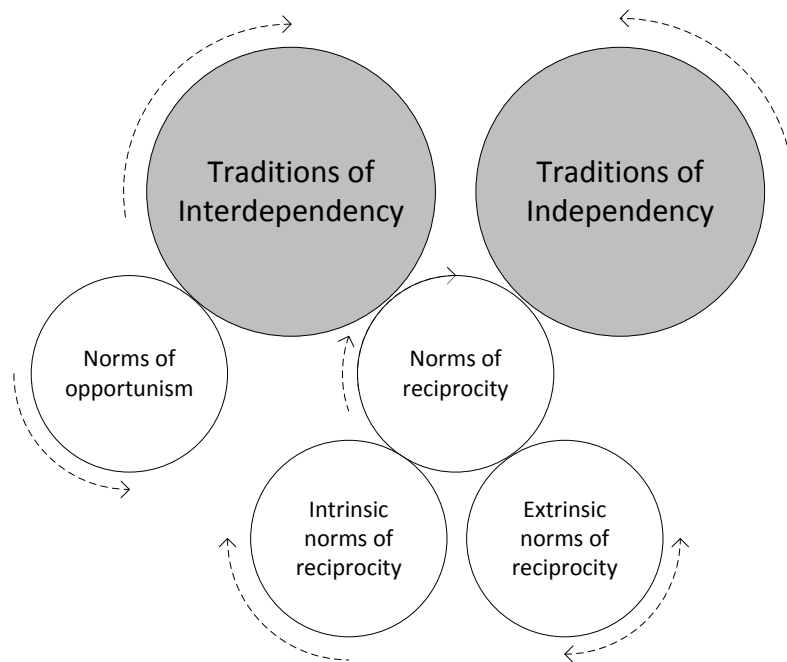 Traditions of
Interdependency
Traditions of
Independency
Norms of
opportunism
Norms of
reciprocity
Intrinsic
norms of
reciprocity
Extrinsic
norms of
reciprocity